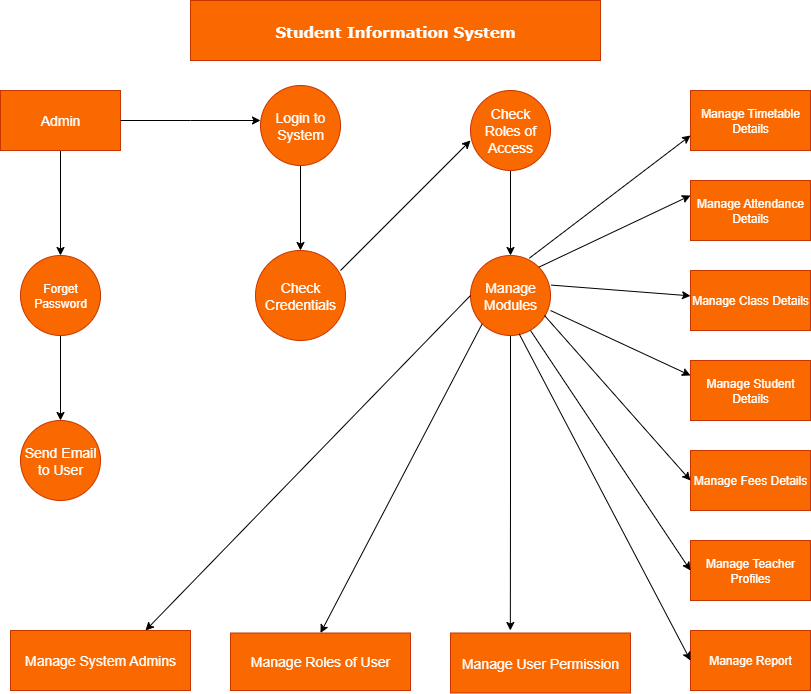 Student Information System
Admin
Login to
System
Check
Roles of
Access
Manage Timetable
Details
Manage Attendance
Details
Forget
Password
Check
Credentials
Manage
Modules
Manage Class Details
Manage Student
Details
Send Email
to User
Manage Fees Details
Manage Teacher
Profiles
Manage System Admins
Manage Roles of User
Manage User Permission
Manage Report